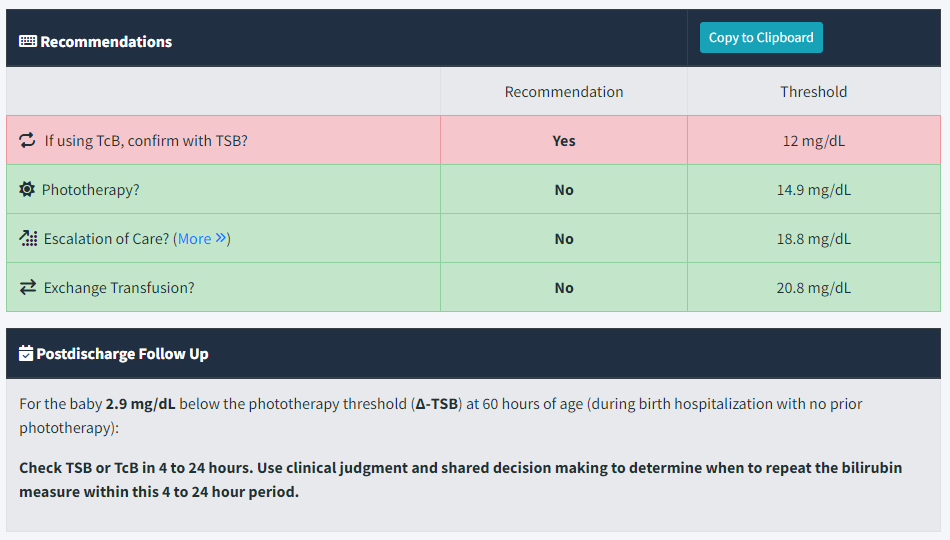 Recommendations
Copy to Clipboard
Recommendation Threshold
If using TcB, confirm with TSB? Yes 12 mg/dL
Phototherapy? No 14.9 mg/dL
Escalation of Care? (More ») No 18.8 mg/dL
Exchange Transfusion? No 20.8 mg/dL
Postdischarge Follow Up
For the baby 2.9 mg/dL below the phototherapy threshold (Δ-TSB) at 60 hours of age (during birth hospitalization with no prior
phototherapy):
Check TSB or TcB in 4 to 24 hours. Use clinical judgment and shared decision making to determine when to repeat the bilirubin
measure within this 4 to 24 hour period.